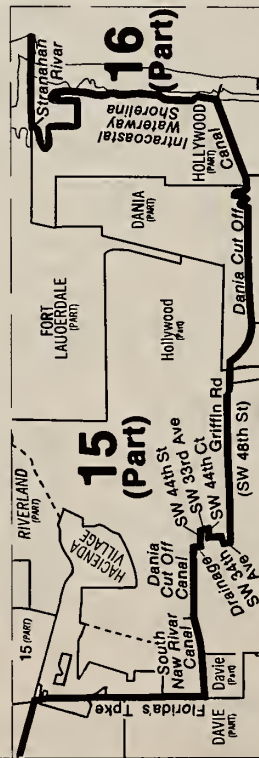 Stranahan
River
16
(Part)
Intracoastal
Waterway
Shorelina
HOLLYWOOD
(PART)
Canal
DANIA
(PART)
Dania Cut Off
FORT
LAUDERDALE
(PART)
Hollywood
(Part)
15
(Part)
Griffin Rd
(SW 48th St)
RIVERLAND
(PART)
HACIENDA
VILLAGE
SW 44th St
SW 33rd Ave
SW 44th Ct
Dania
Cut Off
Canal
Drainage
SW 34th
Ave
15 (PART)
South
Naw River
Canal
Florida's Tpke
Davie
(Part)
DAVIE
(PART)